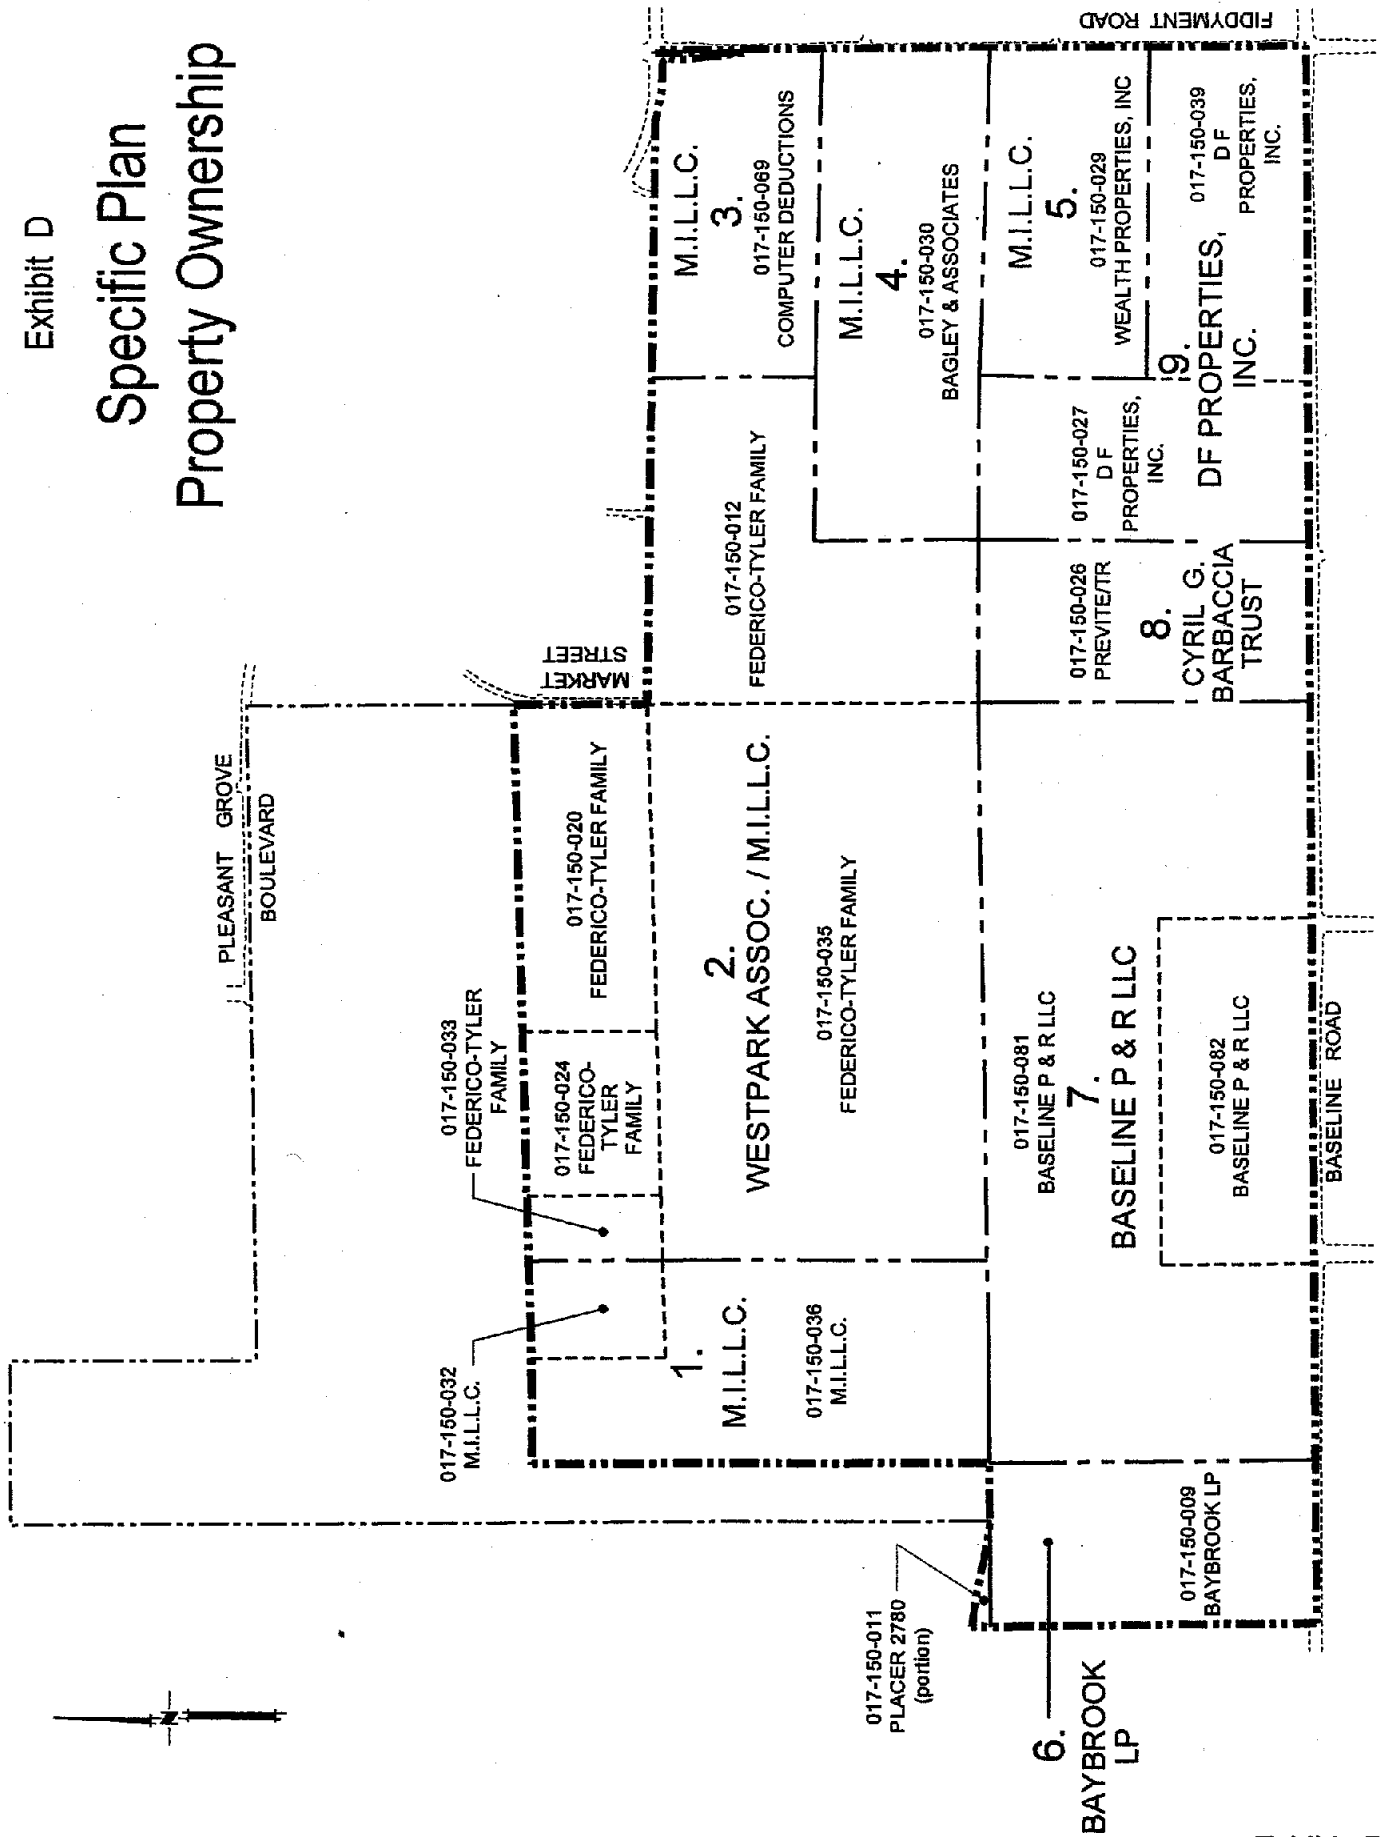 Exhibit D
Specific Plan
Property Ownership
PLEASANT GROVE
BOULEVARD
MARKET
STREET
FIDDYMENT ROAD
BASELINE ROAD
017-150-032
M.I.L.L.C.
017-150-033
FEDERICO-TYLER
FAMILY
017-150-024
FEDERICO-
TYLER
FAMILY
017-150-020
FEDERICO-TYLER FAMILY
1.
M.I.L.L.C.
017-150-036
M.I.L.L.C.
2.
WESTPARK ASSOC. / M.I.L.L.C.
017-150-035
FEDERICO-TYLER FAMILY
017-150-012
FEDERICO-TYLER FAMILY
M.I.L.L.C.
3.
017-150-069
COMPUTER DEDUCTIONS
M.I.L.L.C.
4.
017-150-030
BAGLEY & ASSOCIATES
M.I.L.L.C.
5.
017-150-029
WEALTH PROPERTIES, INC
017-150-011
PLACER 2780
(portion)
6.
BAYBROOK
LP
017-150-009
BAYBROOK LP
017-150-081
BASELINE P & R LLC
7.
BASELINE P & R LLC
017-150-082
BASELINE P & R LLC
017-150-026
PREVITE/TR
8.
CYRIL G.
BARBACCIA
TRUST
017-150-027
D F
PROPERTIES,
INC.
9.
DF PROPERTIES,
INC.
017-150-039
D F
PROPERTIES,
INC.